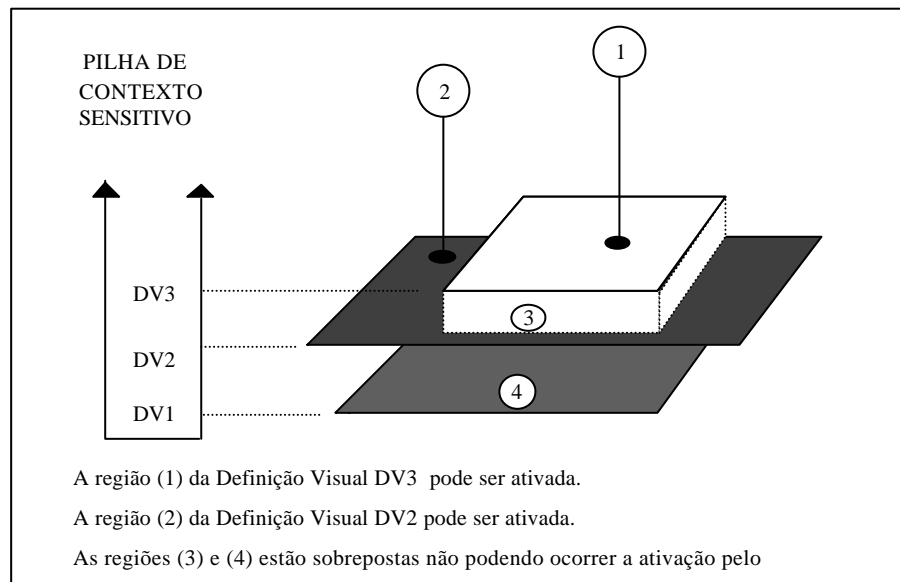 PILHA DE
CONTEXTO
SENSITIVO
1
2
DV3
3
DV2
4
DV1
A região (1) da Definição Visual DV3 pode ser ativada.
A região (2) da Definição Visual DV2 pode ser ativada.
As regiões (3) e (4) estão sobrepostas não podendo ocorrer a ativação pelo